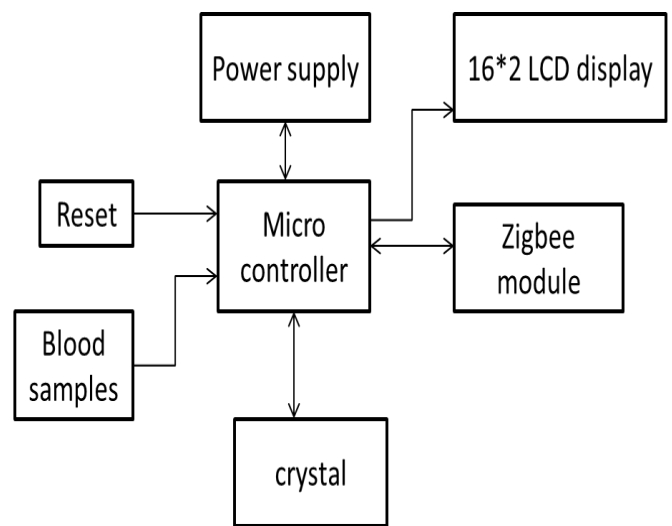 Power supply
16*2 LCD display
Reset
Micro
controller
Zigbee
module
Blood
samples
crystal